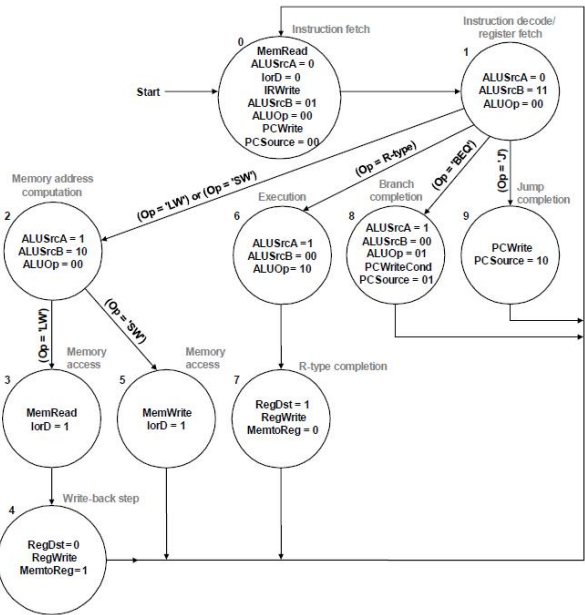 Instruction fetch
Instruction decode/
register fetch
0
MemRead
ALUSrcA = 0
IorD = 0
IRWrite
ALUSrcB = 01
ALUOp = 00
PCWrite
PCSource = 00
1
ALUSrcA = 0
ALUSrcB = 11
ALUOp = 00
Start
(Op = 'LW') or (Op = 'SW')
(Op = R-type)
(Op = 'BEQ')
(Op = 'J')
Memory address
computation
2
ALUSrcA = 1
ALUSrcB = 10
ALUOp = 00
Execution
6
ALUSrcA =1
ALUSrcB = 00
ALUOp= 10
Branch
completion
8
ALUSrcA = 1
ALUSrcB = 00
ALUOp = 01
PCWriteCond
PCSource = 01
Jump
completion
9
PCWrite
PCSource = 10
(Op = 'LW')
(Op = 'SW')
Memory
access
3
MemRead
IorD = 1
Memory
access
5
MemWrite
IorD = 1
R-type completion
7
RegDst = 1
RegWrite
MemtoReg = 0
Write-back step
4
RegDst=0
RegWrite
MemtoReg=1